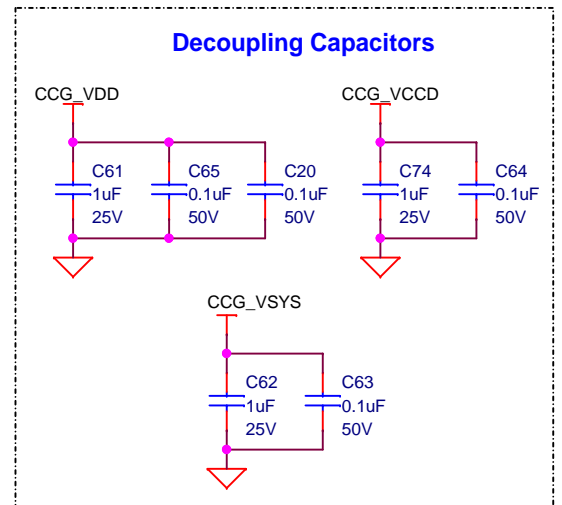 Decoupling Capacitors
CCG_VDD
CCG_VCCD
C61
1uF
25V
C65
0.1uF
50V
C20
0.1uF
50V
C74
1uF
25V
C64
0.1uF
50V
CCG_VSYS
C62
1uF
25V
C63
0.1uF
50V